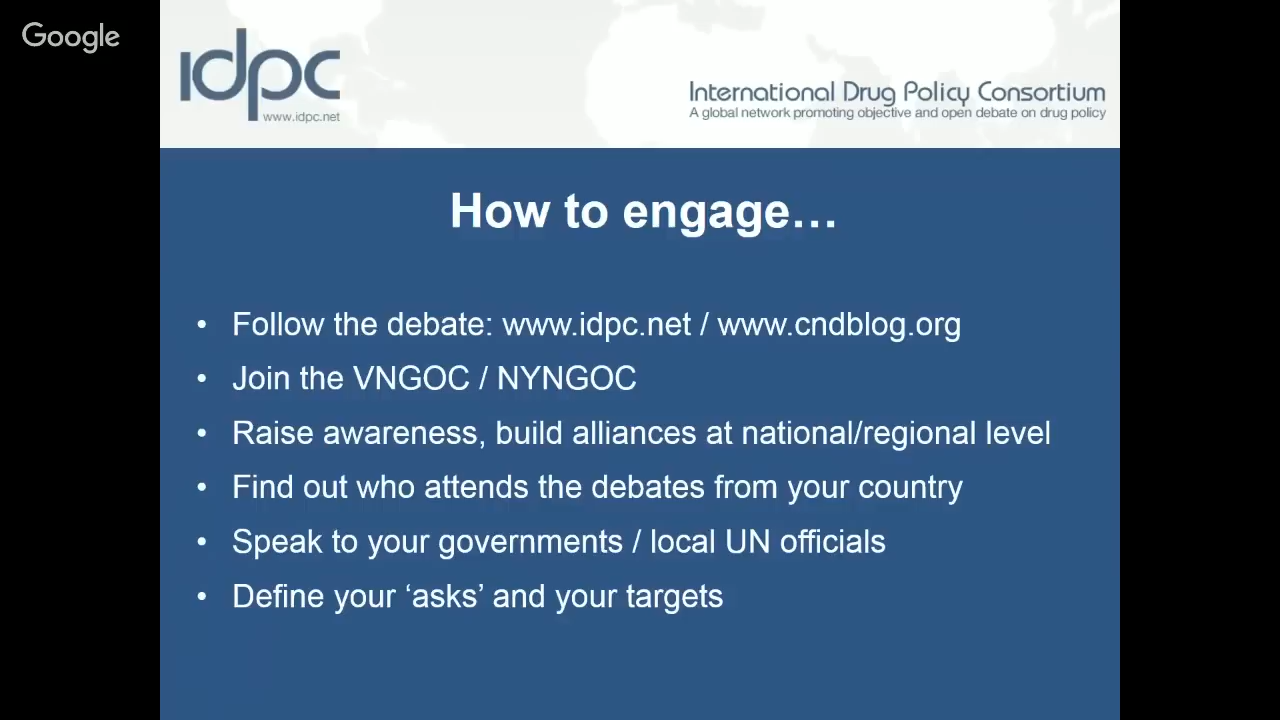 Google
idpc
www.idpc.net
International Drug Policy Consortium
A global network promoting objective and open debate on drug policy
How to engage…
• Follow the debate: www.idpc.net / www.cndblog.org
• Join the VNGOC / NYNGOC
• Raise awareness, build alliances at national/regional level
• Find out who attends the debates from your country
• Speak to your governments / local UN officials
• Define your ‘asks’ and your targets